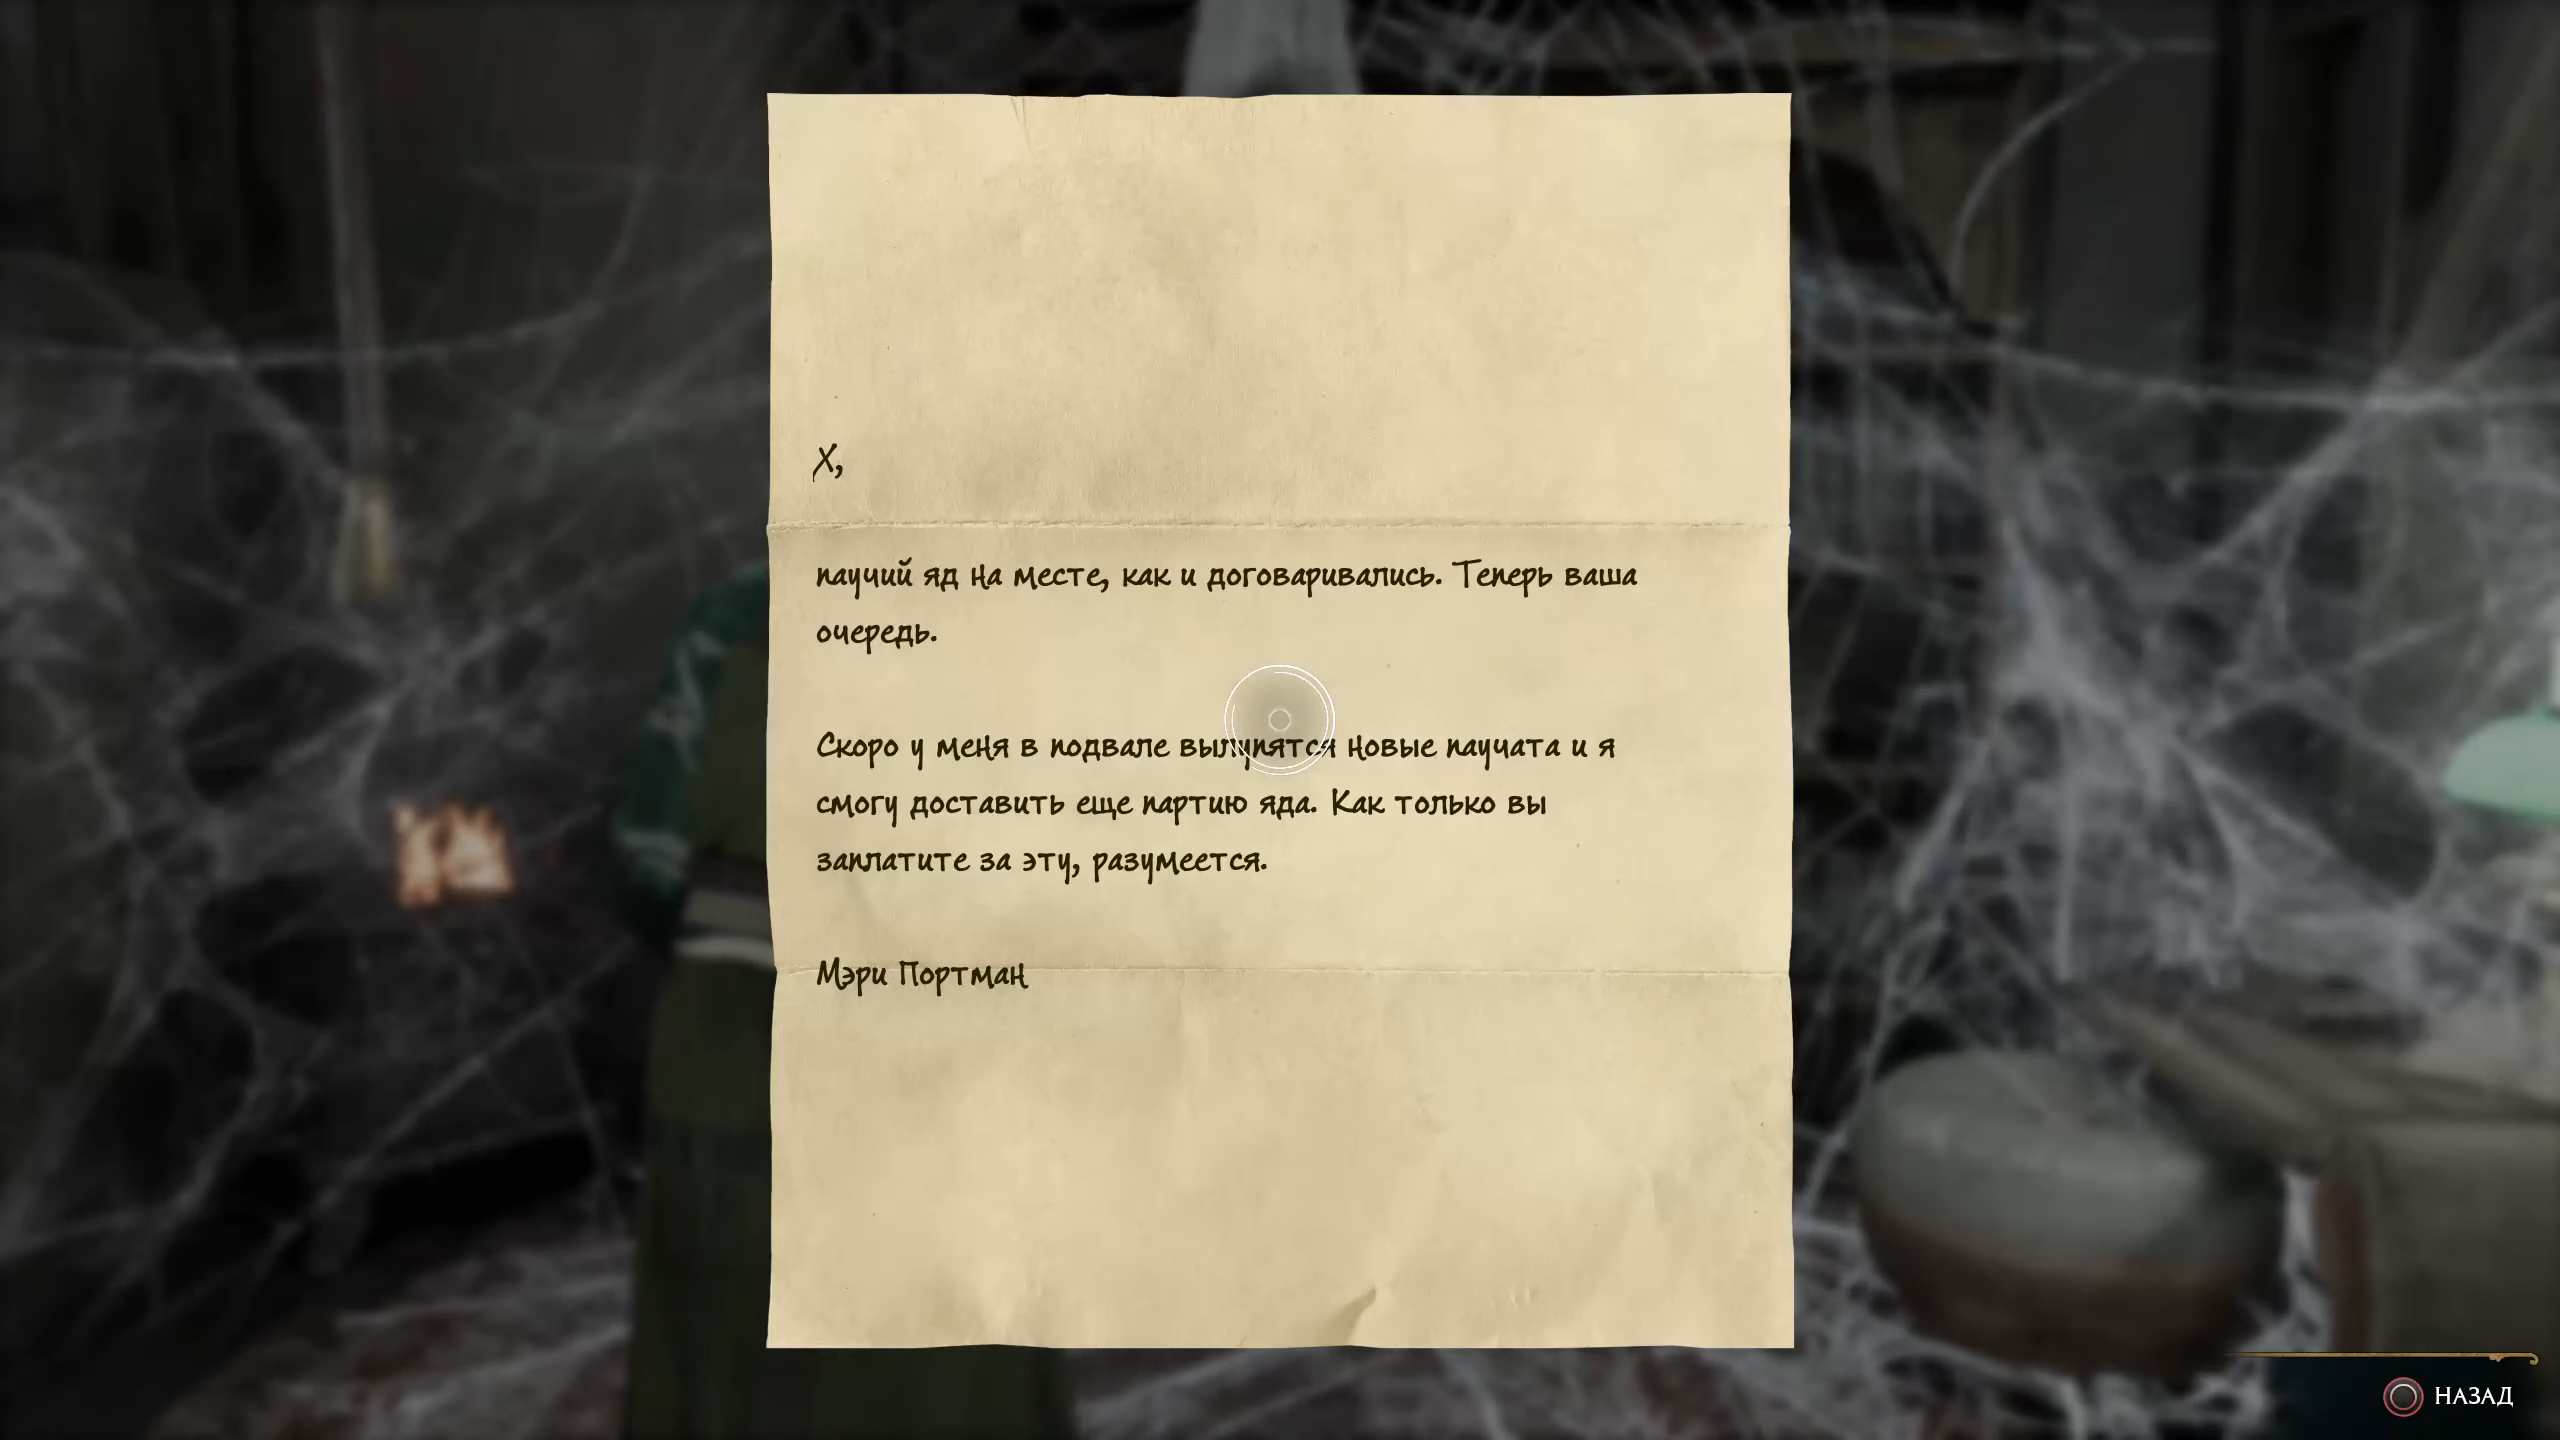 Х,
паучий яд на месте, как и договаривались. Теперь ваша
очередь.
Скоро у меня в подвале вылупятся новые паучата и я
смогу доставить еще партию яда. Как только вы
заплатите за эту, разумеется.
Мэри Портман
НАЗАД